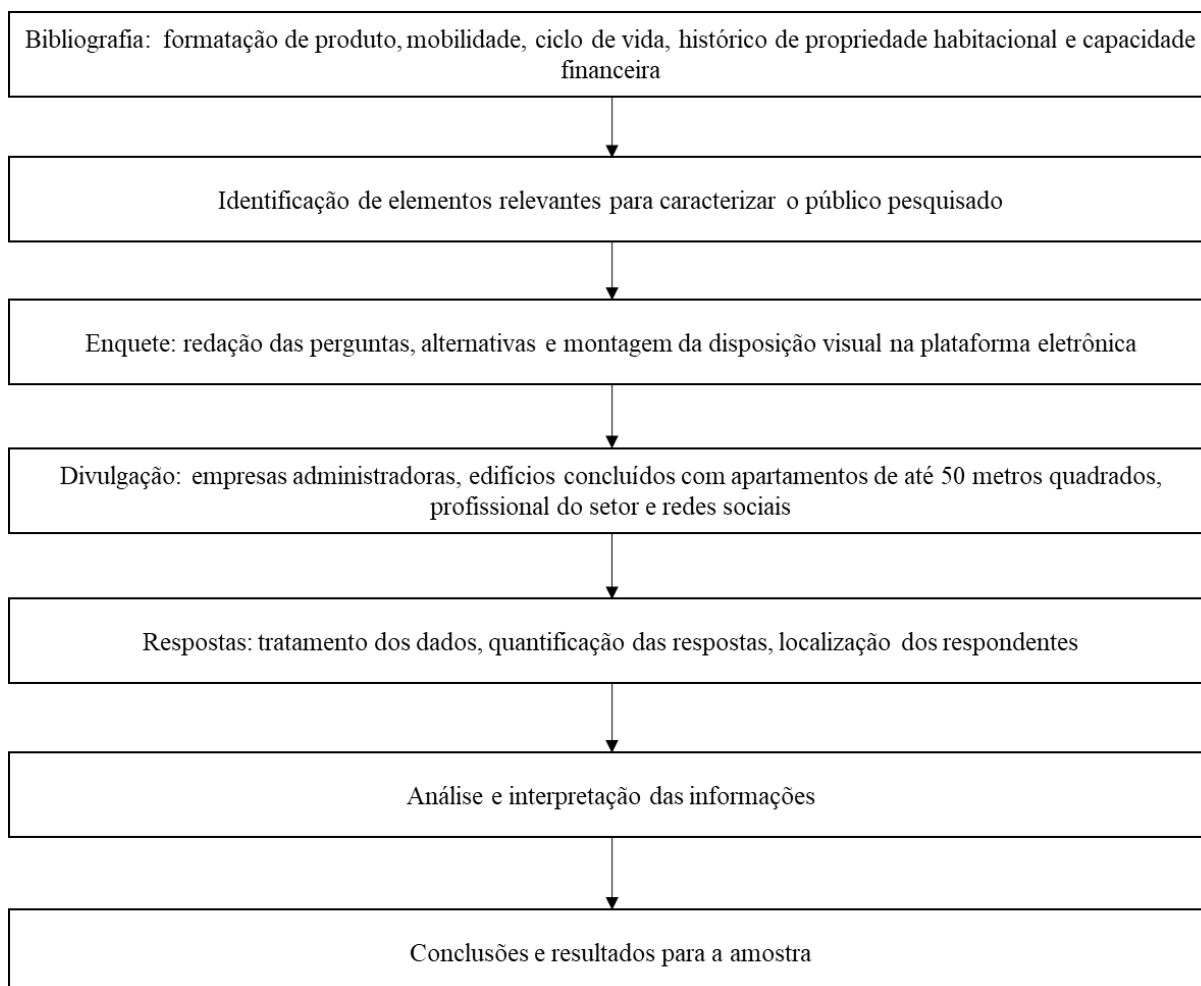 Bibliografia: formatação de produto, mobilidade, ciclo de vida, histórico de propriedade habitacional e capacidade
financeira
Identificação de elementos relevantes para caracterizar o público pesquisado
Enquete: redação das perguntas, alternativas e montagem da disposição visual na plataforma eletrônica
Divulgação: empresas administradoras, edifícios concluídos com apartamentos de até 50 metros quadrados,
profissional do setor e redes sociais
Respostas: tratamento dos dados, quantificação das respostas, localização dos respondentes
Análise e interpretação das informações
Conclusões e resultados para a amostra